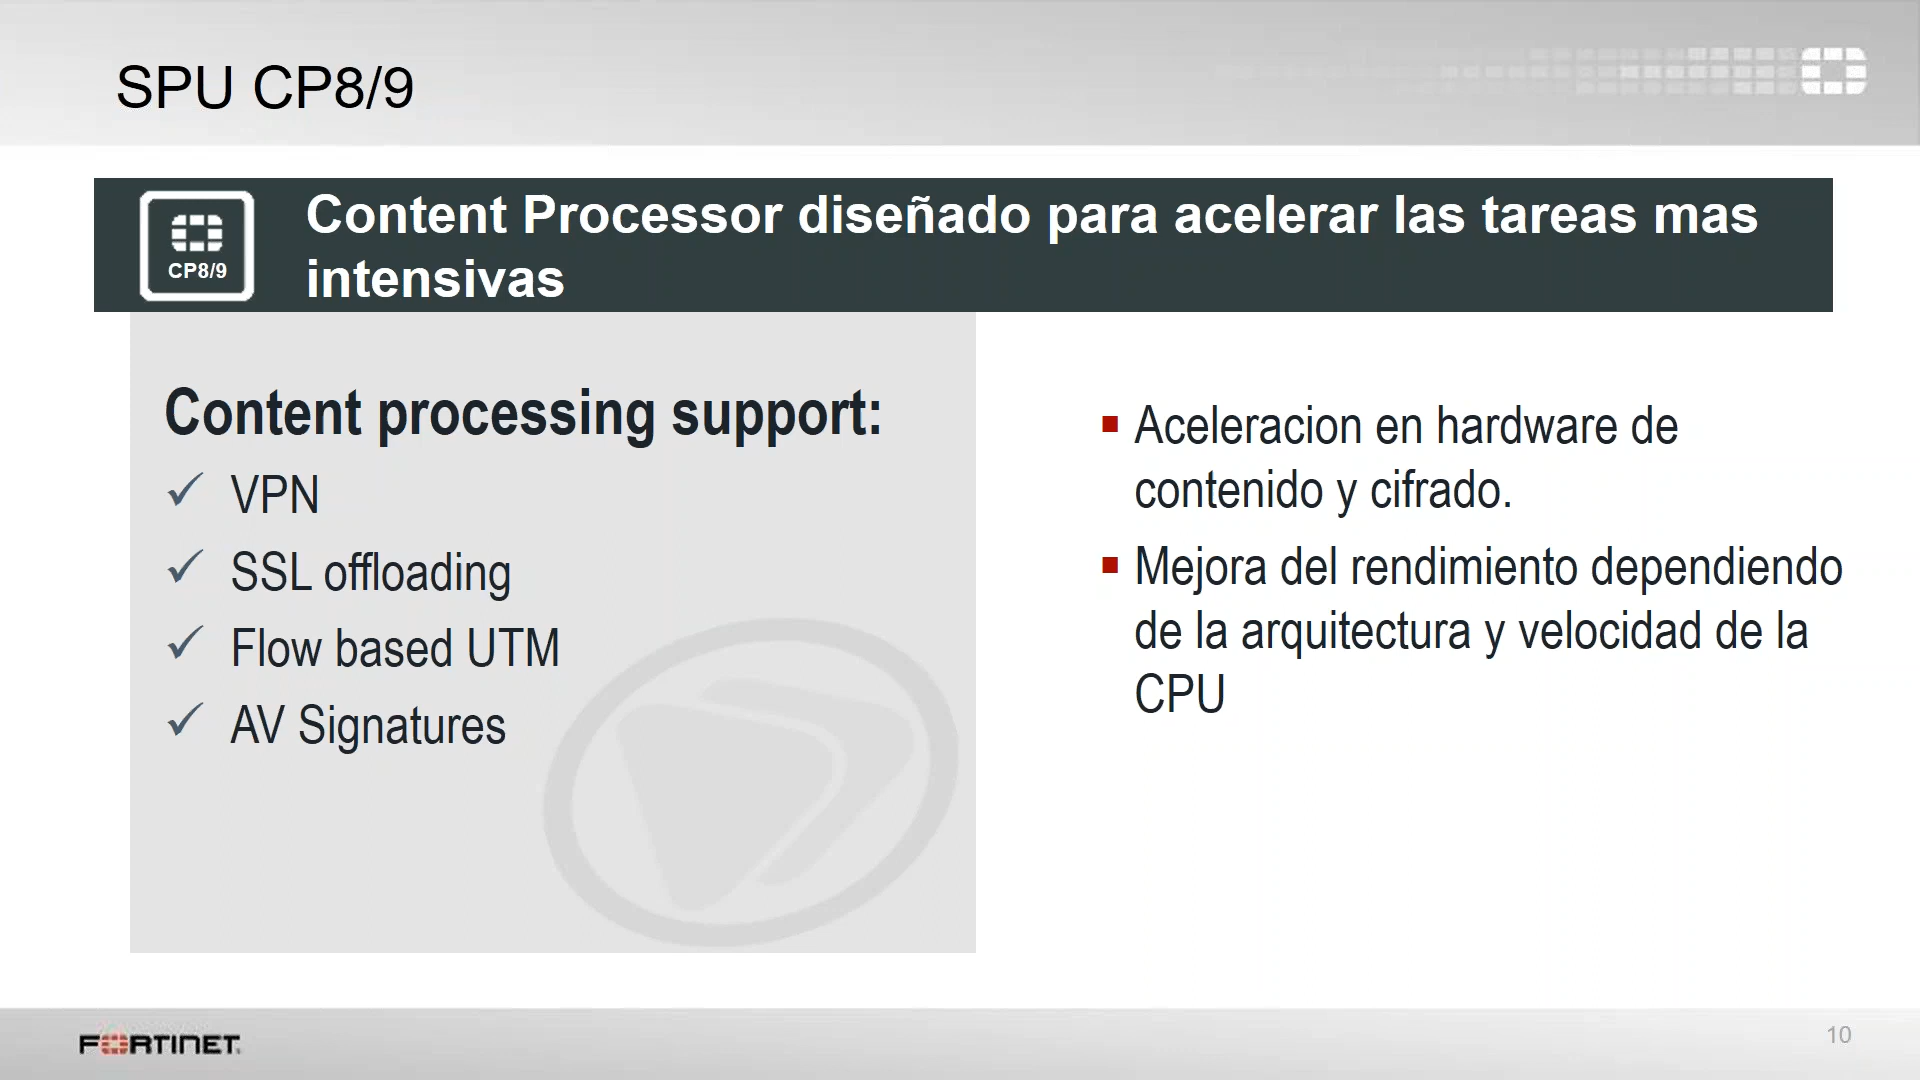 SPU CP8/9
CP8/9
Content Processor diseñado para acelerar las tareas mas
intensivas
Content processing support:
✓ VPN
✓ SSL offloading
✓ Flow based UTM
✓ AV Signatures
▪ Aceleracion en hardware de
contenido y cifrado.
▪ Mejora del rendimiento dependiendo
de la arquitectura y velocidad de la
CPU
FORTINET
10